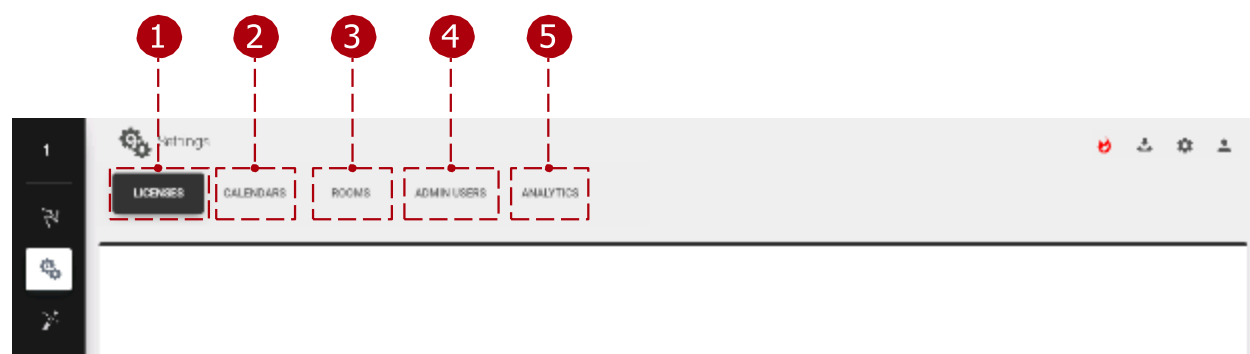 1 2 3 4 5
1
Settings
LICENSES CALENDARS ROOMS ADMIN USERS ANALYTICS